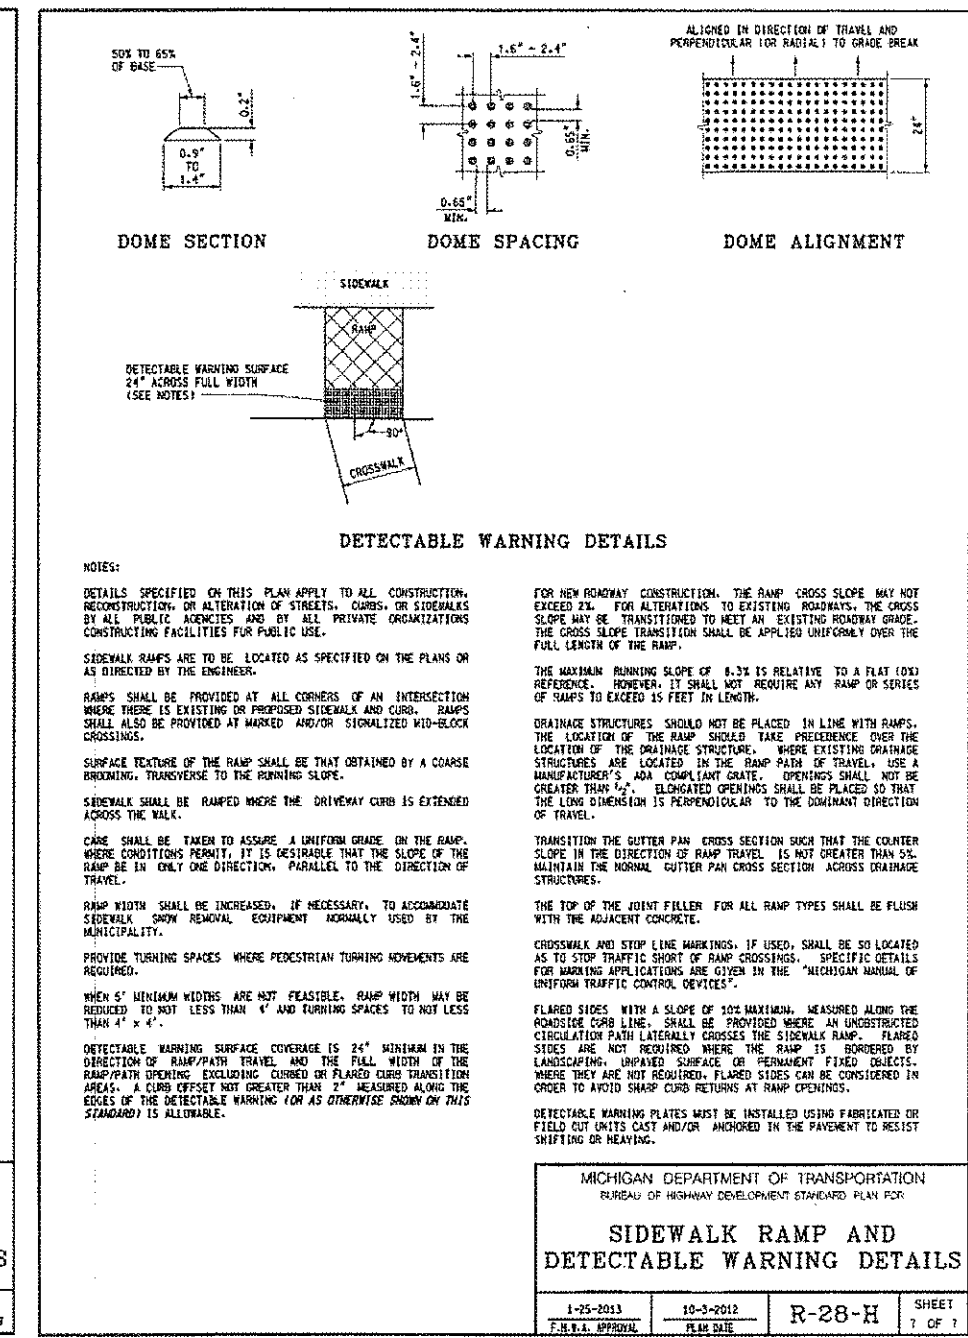 50% TO 65%
OF BASE
0.2"
0.9"
TO
1.4"
DOME SECTION
1.6" - 2.4"
1.6" - 2.4"
0.65"
MIN.
0.65"
MIN.
DOME SPACING
ALIGNED IN DIRECTION OF TRAVEL AND
PERPENDICULAR (OR RADIAL) TO GRADE BREAK
24"
DOME ALIGNMENT
SIDEWALK
RAMP
DETECTABLE WARNING SURFACE
24" ACROSS FULL WIDTH
(SEE NOTES)
90°
CROSSWALK
DETECTABLE WARNING DETAILS
NOTES:
DETAILS SPECIFIED ON THIS PLAN APPLY TO ALL CONSTRUCTION,
RECONSTRUCTION, OR ALTERATION OF STREETS, CURBS, OR SIDEWALKS
BY ALL PUBLIC AGENCIES AND BY ALL PRIVATE ORGANIZATIONS
CONSTRUCTING FACILITIES FOR PUBLIC USE.
SIDEWALK RAMPS ARE TO BE LOCATED AS SPECIFIED ON THE PLANS OR
AS DIRECTED BY THE ENGINEER.
RAMPS SHALL BE PROVIDED AT ALL CORNERS OF AN INTERSECTION
WHERE THERE IS EXISTING OR PROPOSED SIDEWALK AND CURB. RAMPS
SHALL ALSO BE PROVIDED AT MARKED AND/OR SIGNALIZED MID-BLOCK
CROSSINGS.
SURFACE TEXTURE OF THE RAMP SHALL BE THAT OBTAINED BY A COARSE
BROOMING, TRANSVERSE TO THE RUNNING SLOPE.
SIDEWALK SHALL BE RAMPED WHERE THE DRIVEWAY CURB IS EXTENDED
ACROSS THE WALK.
CARE SHALL BE TAKEN TO ASSURE A UNIFORM GRADE ON THE RAMP.
WHERE CONDITIONS PERMIT, IT IS DESIRABLE THAT THE SLOPE OF THE
RAMP BE IN ONLY ONE DIRECTION, PARALLEL TO THE DIRECTION OF
TRAVEL.
RAMP WIDTH SHALL BE INCREASED, IF NECESSARY, TO ACCOMMODATE
SIDEWALK SNOW REMOVAL EQUIPMENT NORMALLY USED BY THE
MUNICIPALITY.
PROVIDE TURNING SPACES WHERE PEDESTRIAN TURNING MOVEMENTS ARE
REQUIRED.
WHEN 5' MINIMUM WIDTHS ARE NOT FEASIBLE, RAMP WIDTH MAY BE
REDUCED TO NOT LESS THAN 4' AND TURNING SPACES TO NOT LESS
THAN 4' x 4'.
DETECTABLE WARNING SURFACE COVERAGE IS 24" MINIMUM IN THE
DIRECTION OF RAMP/PATH TRAVEL AND THE FULL WIDTH OF THE
RAMP/PATH OPENING EXCLUDING CURBED OR FLARED CURB TRANSITION
AREAS. A CURB OFFSET NOT GREATER THAN 2" MEASURED ALONG THE
EDGES OF THE DETECTABLE WARNING (OR AS OTHERWISE SHOWN ON THIS
STANDARD) IS ALLOWABLE.
FOR NEW ROADWAY CONSTRUCTION, THE RAMP CROSS SLOPE MAY NOT
EXCEED 2%. FOR ALTERATIONS TO EXISTING ROADWAYS, THE CROSS
SLOPE MAY BE TRANSITIONED TO MEET AN EXISTING ROADWAY GRADE.
THE CROSS SLOPE TRANSITION SHALL BE APPLIED UNIFORMLY OVER THE
FULL LENGTH OF THE RAMP.
THE MAXIMUM RUNNING SLOPE OF 8.3% IS RELATIVE TO A FLAT (0%)
REFERENCE. HOWEVER, IT SHALL NOT REQUIRE ANY RAMP OR SERIES
OF RAMPS TO EXCEED 15 FEET IN LENGTH.
DRAINAGE STRUCTURES SHOULD NOT BE PLACED IN LINE WITH RAMPS.
THE LOCATION OF THE RAMP SHOULD TAKE PRECEDENCE OVER THE
LOCATION OF THE DRAINAGE STRUCTURE. WHERE EXISTING DRAINAGE
STRUCTURES ARE LOCATED IN THE RAMP PATH OF TRAVEL, USE A
MANUFACTURER'S ADA COMPLIANT GRATE. OPENINGS SHALL NOT BE
GREATER THAN ½". ELONGATED OPENINGS SHALL BE PLACED SO THAT
THE LONG DIMENSION IS PERPENDICULAR TO THE DOMINANT DIRECTION
OF TRAVEL.
TRANSITION THE GUTTER PAN CROSS SECTION SUCH THAT THE COUNTER
SLOPE IN THE DIRECTION OF RAMP TRAVEL IS NOT GREATER THAN 5%.
MAINTAIN THE NORMAL GUTTER PAN CROSS SECTION ACROSS DRAINAGE
STRUCTURES.
THE TOP OF THE JOINT FILLER FOR ALL RAMP TYPES SHALL BE FLUSH
WITH THE ADJACENT CONCRETE.
CROSSWALK AND STOP LINE MARKINGS, IF USED, SHALL BE SO LOCATED
AS TO STOP TRAFFIC SHORT OF RAMP CROSSINGS. SPECIFIC DETAILS
FOR MARKING APPLICATIONS ARE GIVEN IN THE "MICHIGAN MANUAL OF
UNIFORM TRAFFIC CONTROL DEVICES".
FLARED SIDES WITH A SLOPE OF 10% MAXIMUM, MEASURED ALONG THE
ROADSIDE CURB LINE, SHALL BE PROVIDED WHERE AN UNOBSTRUCTED
CIRCULATION PATH LATERALLY CROSSES THE SIDEWALK RAMP. FLARED
SIDES ARE NOT REQUIRED WHERE THE RAMP IS BORDERED BY
LANDSCAPING, UNPAVED SURFACE OR PERMANENT FIXED OBJECTS.
WHERE THEY ARE NOT REQUIRED, FLARED SIDES CAN BE CONSIDERED IN
ORDER TO AVOID SHARP CURB RETURNS AT RAMP OPENINGS.
DETECTABLE WARNING PLATES MUST BE INSTALLED USING FABRICATED OR
FIELD CUT UNITS CAST AND/OR ANCHORED IN THE PAVEMENT TO RESIST
SHIFTING OR HEAVING.
MICHIGAN DEPARTMENT OF TRANSPORTATION
BUREAU OF HIGHWAY DEVELOPMENT STANDARD PLAN FOR
SIDEWALK RAMP AND
DETECTABLE WARNING DETAILS
1-25-2013
F.H.W.A. APPROVAL
10-3-2012
PLAN DATE
R-28-H
SHEET
7 OF 7
S